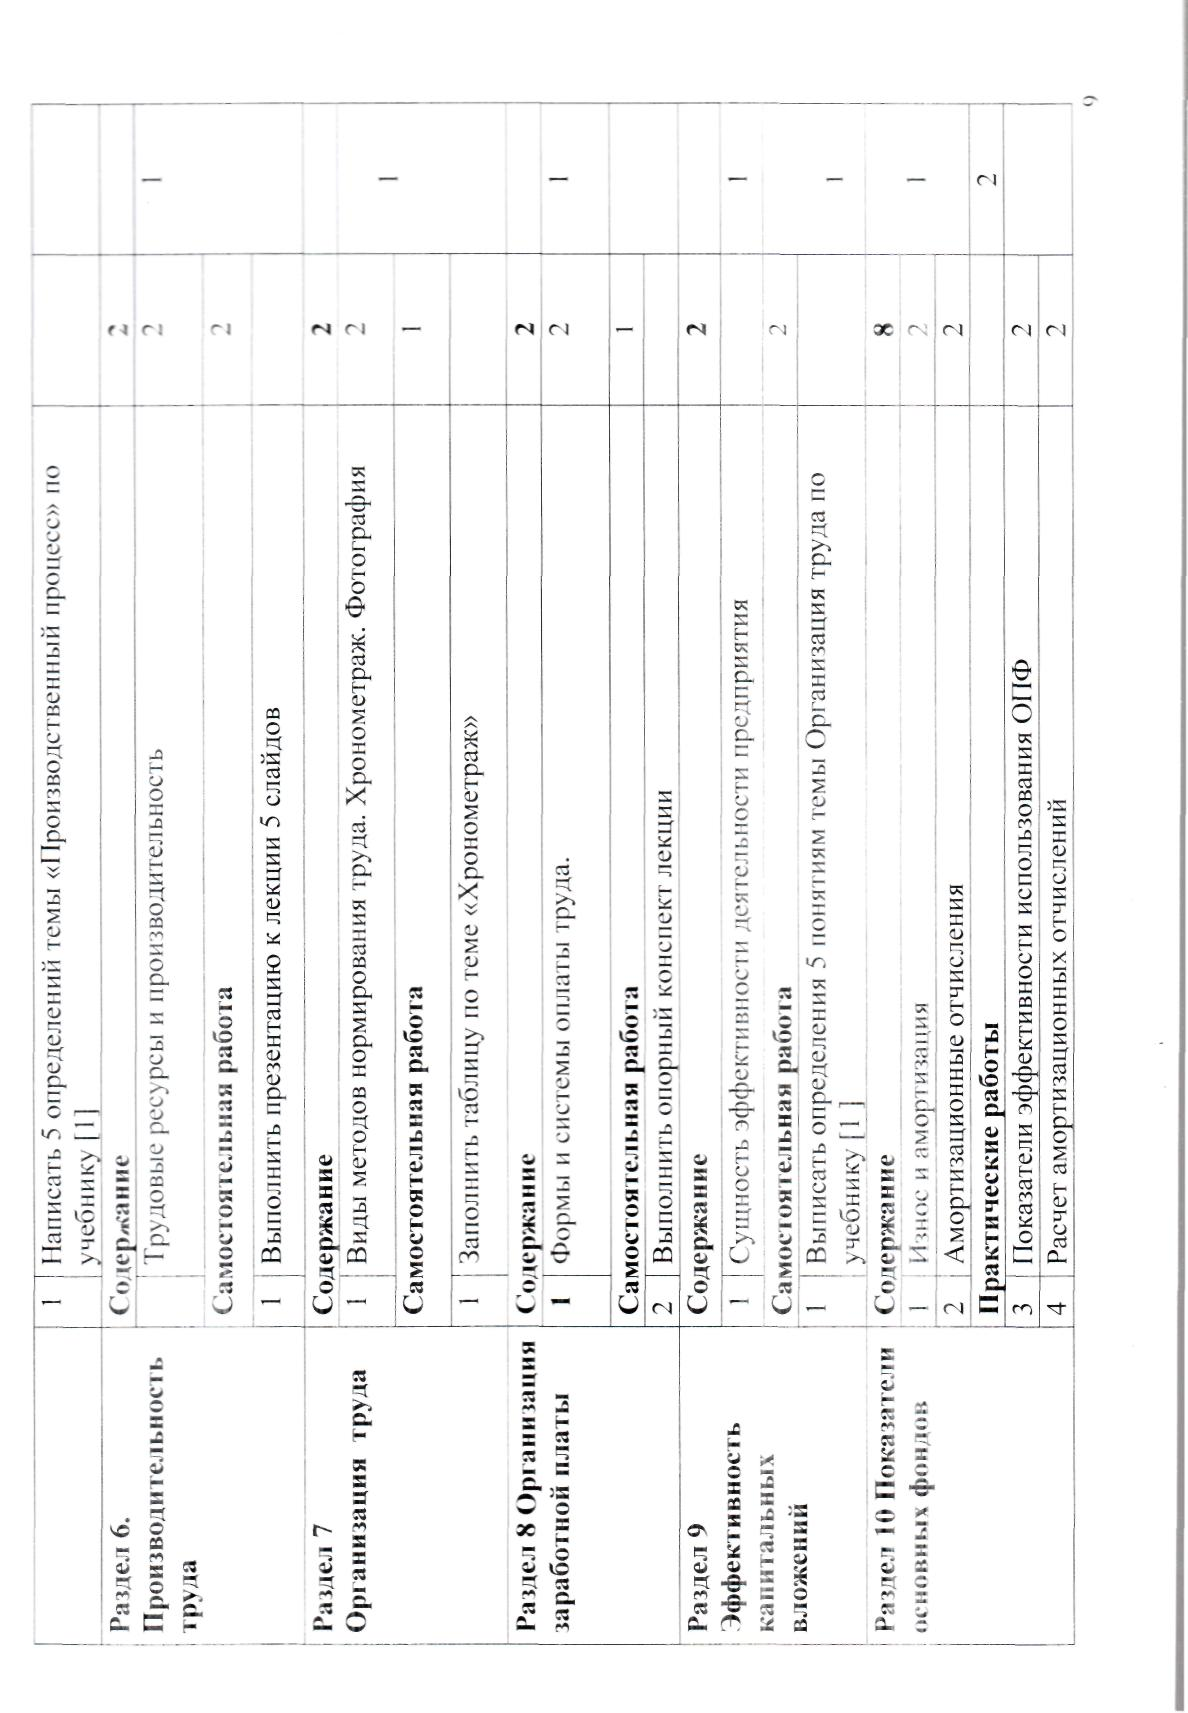 1 Написать 5 определений темы «Производственный процесс» по
учебнику [1]
Раздел 6.
Производительность
труда
Содержание 2
Трудовые ресурсы и производительность 2 1
Самостоятельная работа 2
1 Выполнить презентацию к лекции 5 слайдов
Раздел 7
Организация труда
Содержание 2
1 Виды методов нормирования труда. Хронометраж. Фотография 2
1
Самостоятельная работа 1
1 Заполнить таблицу по теме «Хронометраж»
Раздел 8 Организация
заработной платы
Содержание 2
1 Формы и системы оплаты труда. 2 1
Самостоятельная работа 1
2 Выполнить опорный конспект лекции
Раздел 9
Эффективность
капитальных
вложений
Содержание 2
1 Сущность эффективности деятельности предприятия 1
Самостоятельная работа 2
1 Выписать определения 5 понятиям темы Организация труда по
учебнику [1 ]
1
Раздел 10 Показатели
основных фондов
Содержание 8
1 Износ и амортизация 2 1
2 Амортизационные отчисления 2
Практические работы 2
3 Показатели эффективности использования ОПФ 2
4 Расчет амортизационных отчислений 2
9